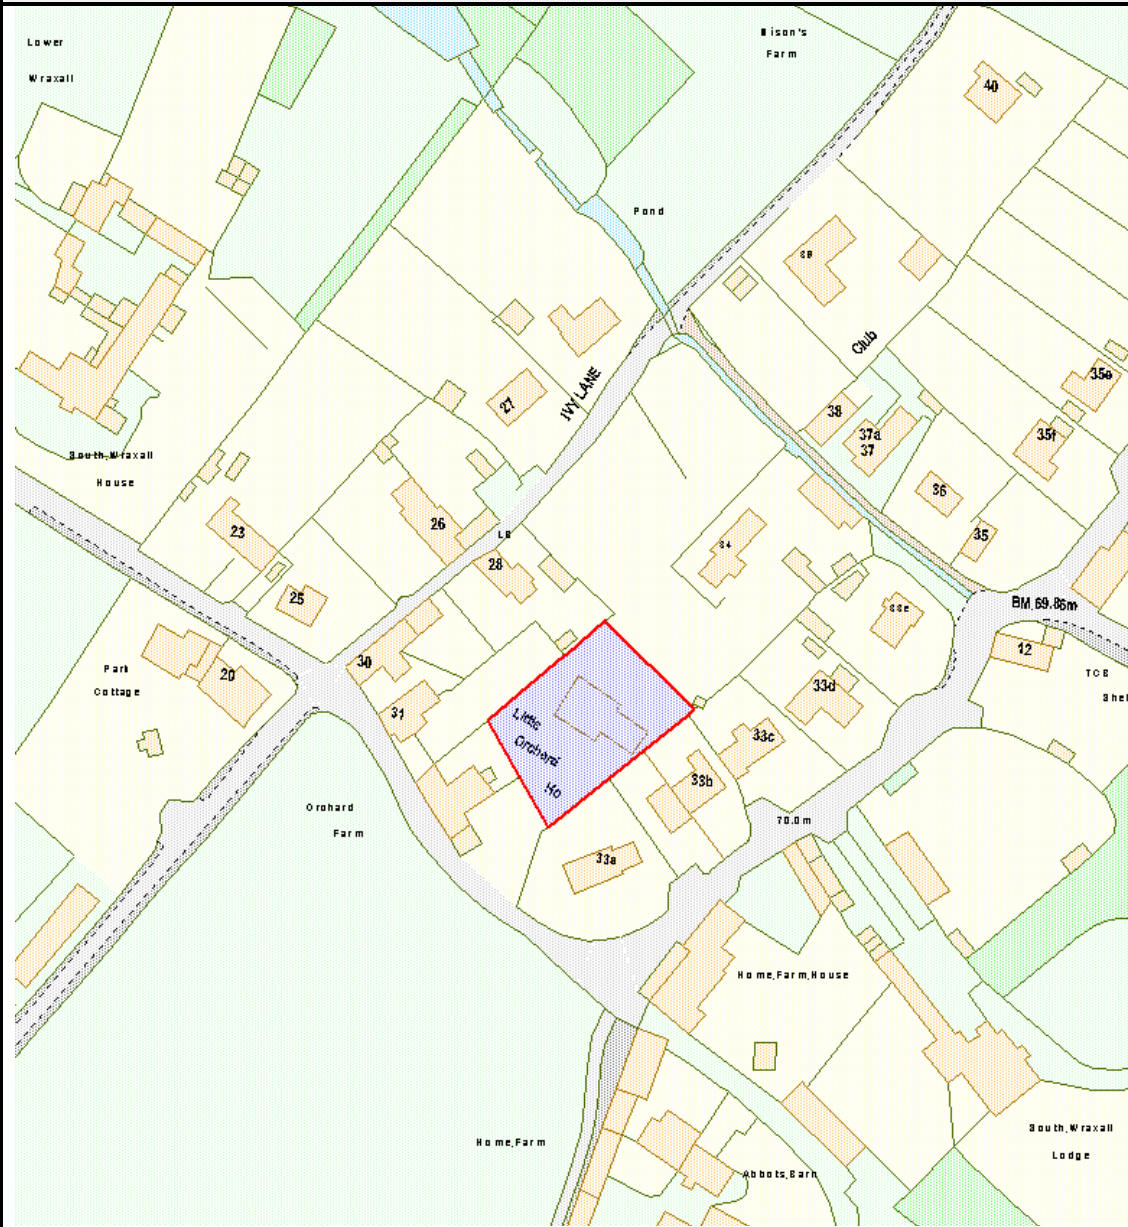 Lower
Wraxall
Bison's
Farm
40
Pond
39
Club
IVY LANE
27
38
37a
37
35e
35f
36
35
South Wraxall
House
23
26
LB
28
34
25
33e
BM 69.86m
12
TCB
Shel
Park
Cottage
20
30
31
33d
33c
Little
Orchard
Ho
33b
Orchard
Farm
70.0m
33a
Home Farm House
Home Farm
South Wraxall
Lodge
Abbots Barn